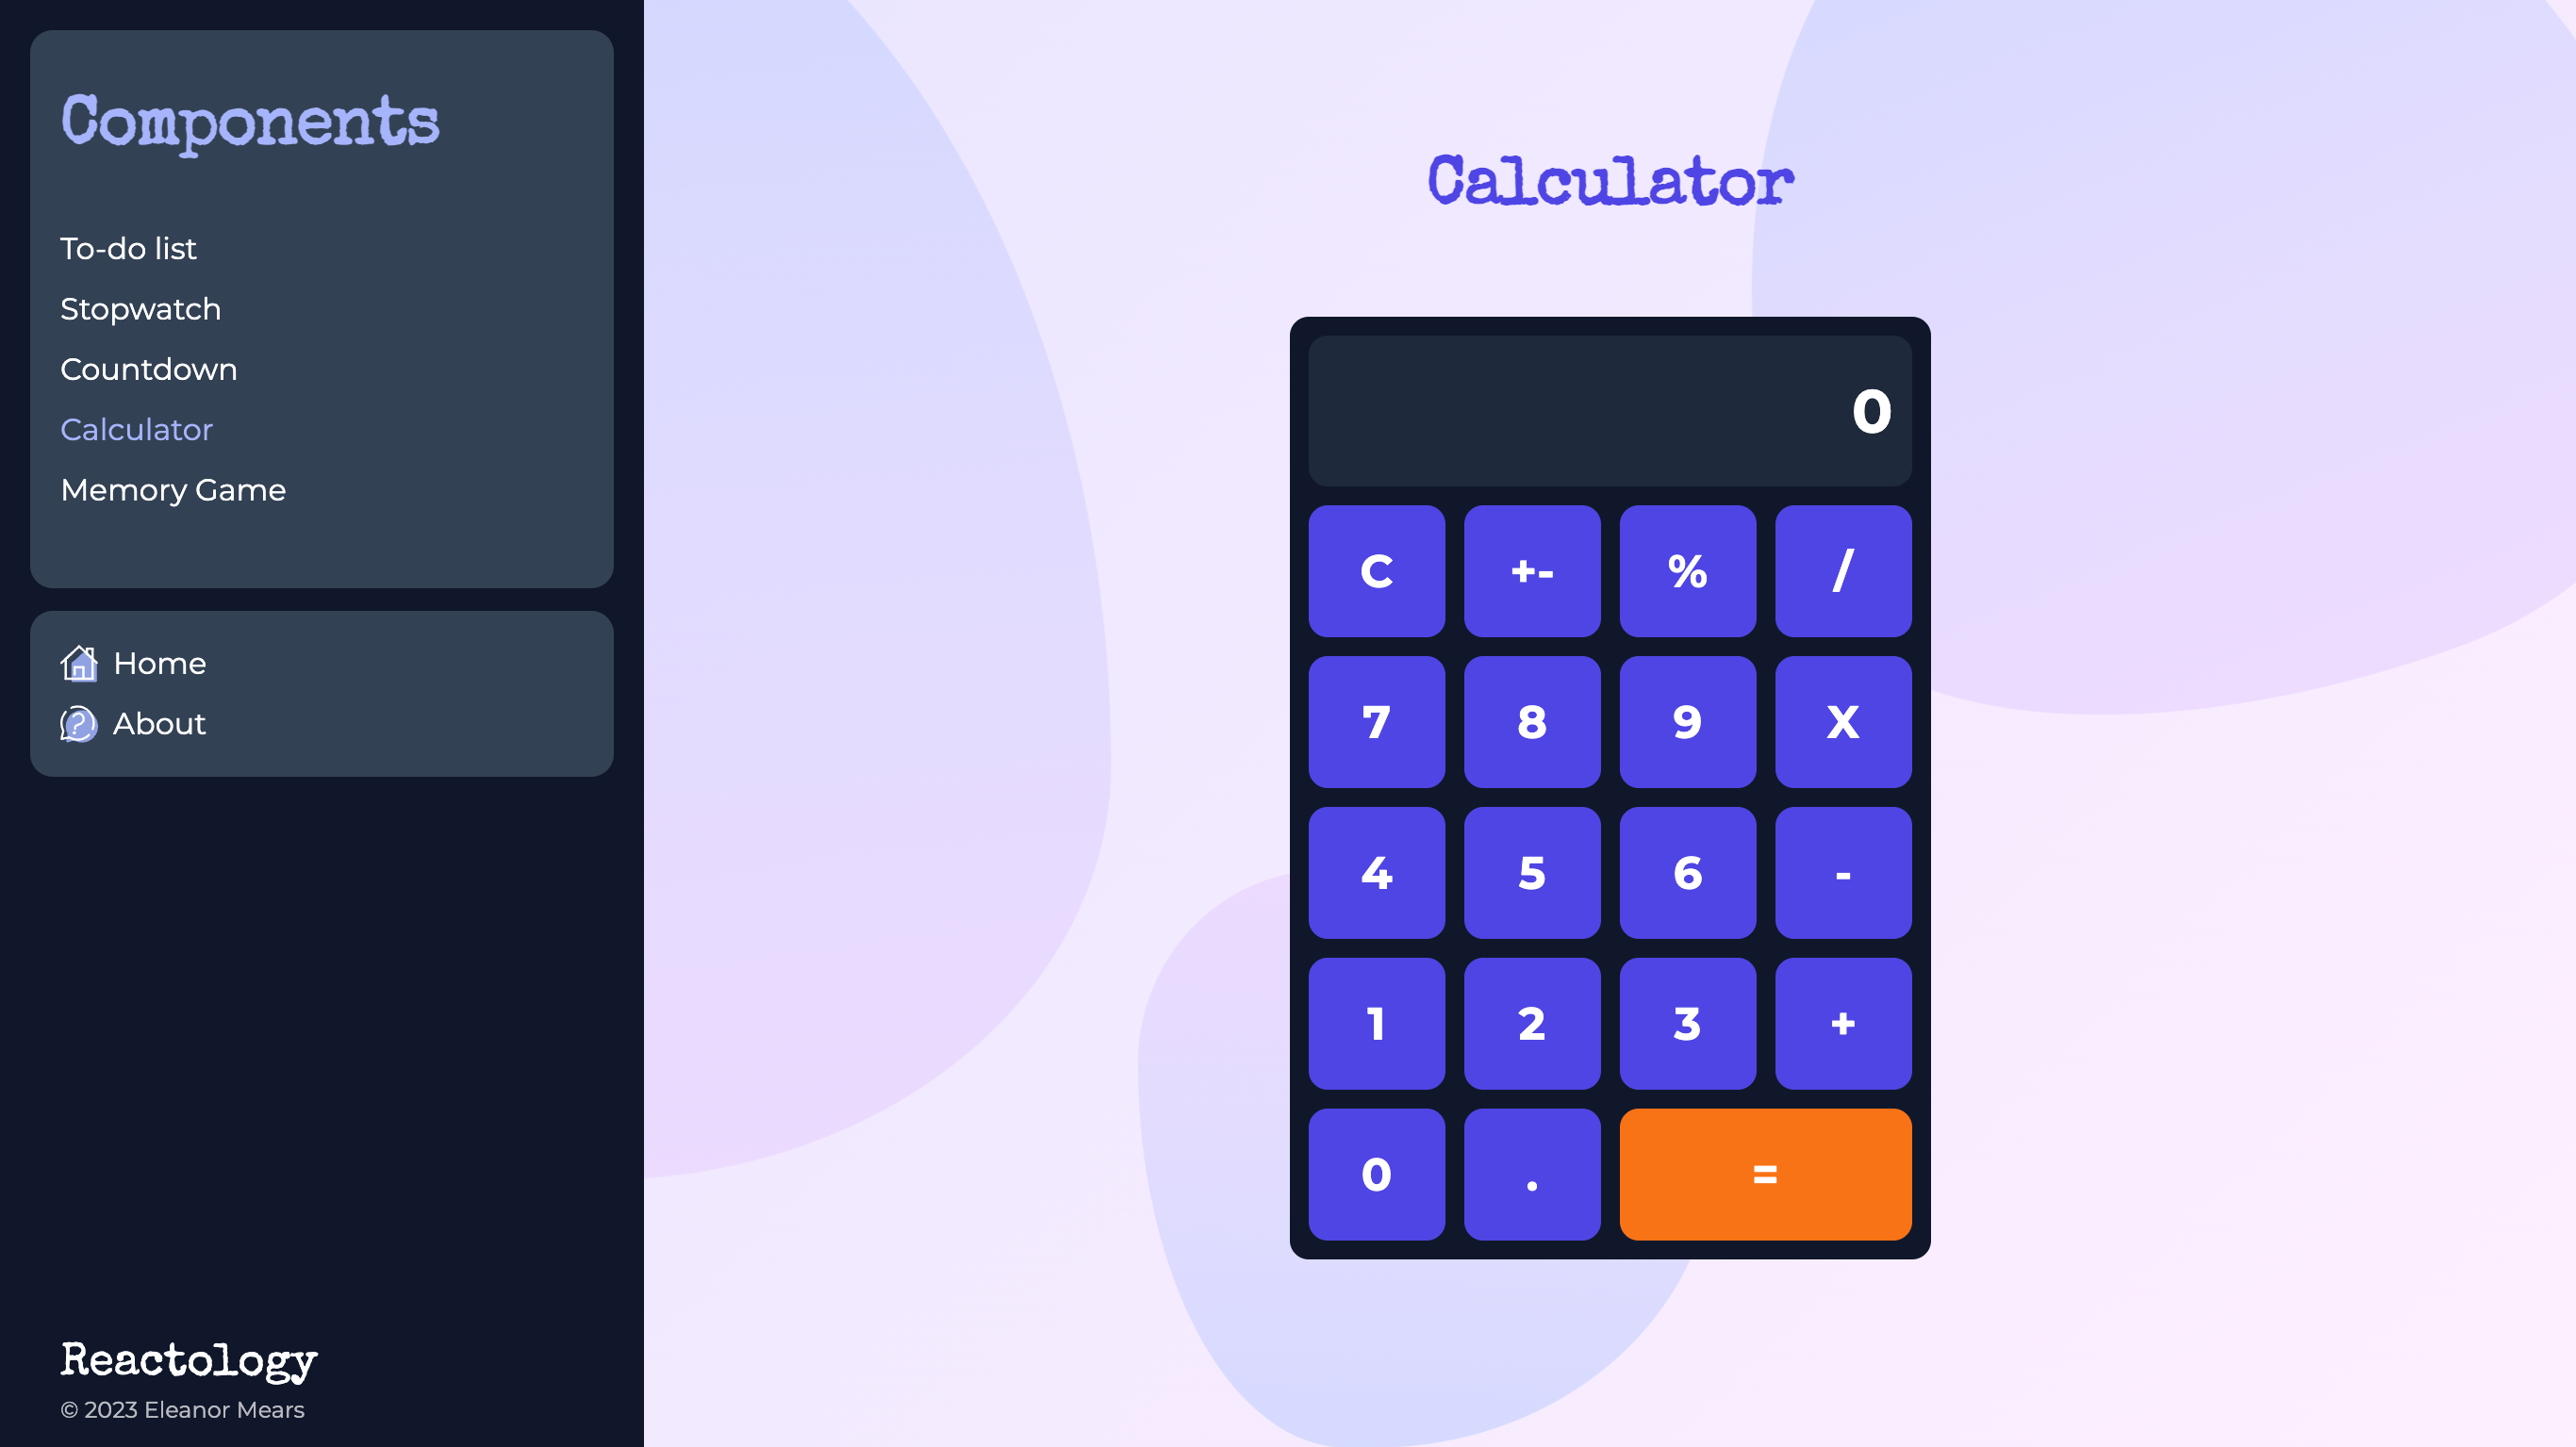 Components
To-do list
Stopwatch
Countdown
Calculator
Memory Game
Home
? About
Reactology
© 2023 Eleanor Mears
Calculator
0
C +- % /
7 8 9 X
4 5 6 -
1 2 3 +
0 . =